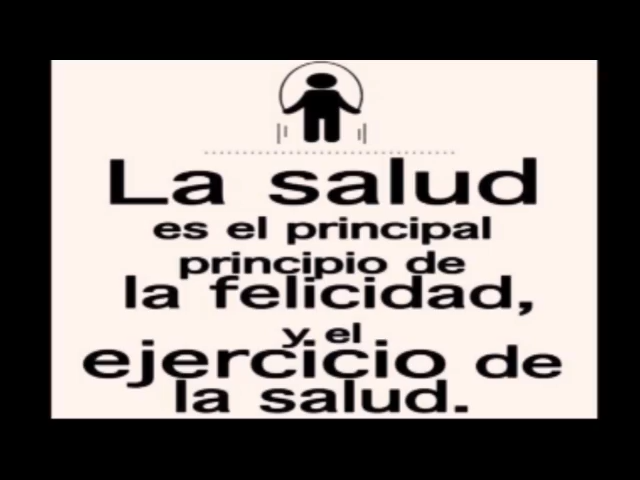 La salud
es el principal
principio de
la felicidad,
y el
ejercicio de
la salud.